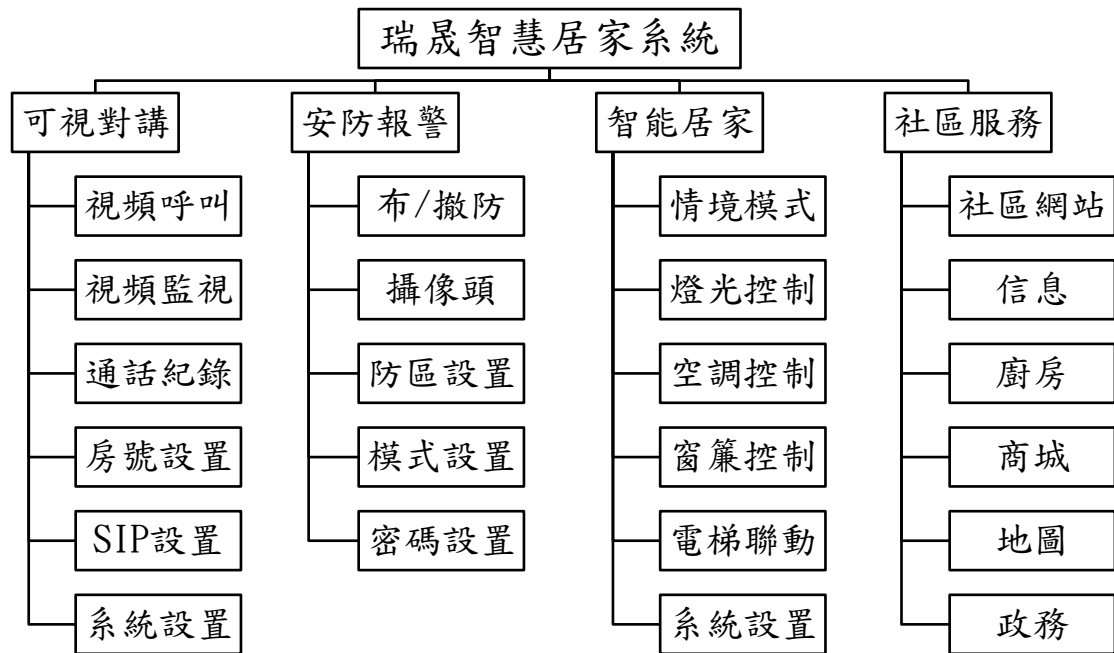 瑞晟智慧居家系統
可視對講
視頻呼叫
視頻監視
通話紀錄
房號設置
SIP設置
系統設置
安防報警
布/撤防
攝像頭
防區設置
模式設置
密碼設置
智能居家
情境模式
燈光控制
空調控制
窗簾控制
電梯聯動
系統設置
社區服務
社區網站
信息
廚房
商城
地圖
政務